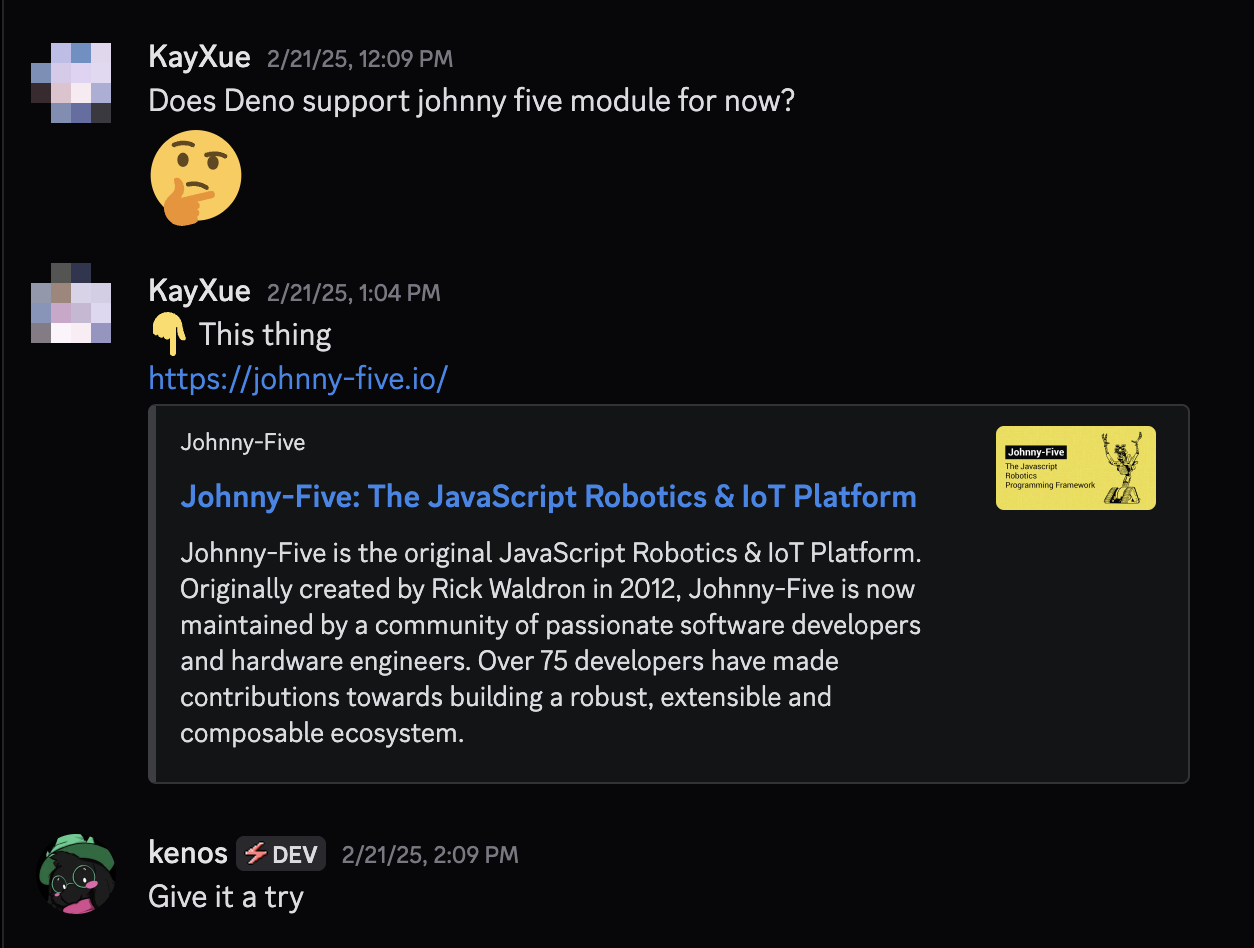 KayXue 2/21/25, 12:09 PM
Does Deno support johnny five module for now?
KayXue 2/21/25, 1:04 PM
This thing
https://johnny-five.io/
Johnny-Five
Johnny-Five: The JavaScript Robotics & IoT Platform
Johnny-Five is the original JavaScript Robotics & IoT Platform.
Originally created by Rick Waldron in 2012, Johnny-Five is now
maintained by a community of passionate software developers
and hardware engineers. Over 75 developers have made
contributions towards building a robust, extensible and
composable ecosystem.
Johnny-Five
The Javascript
Robotics
Programming Framework
kenos DEV 2/21/25, 2:09 PM
Give it a try